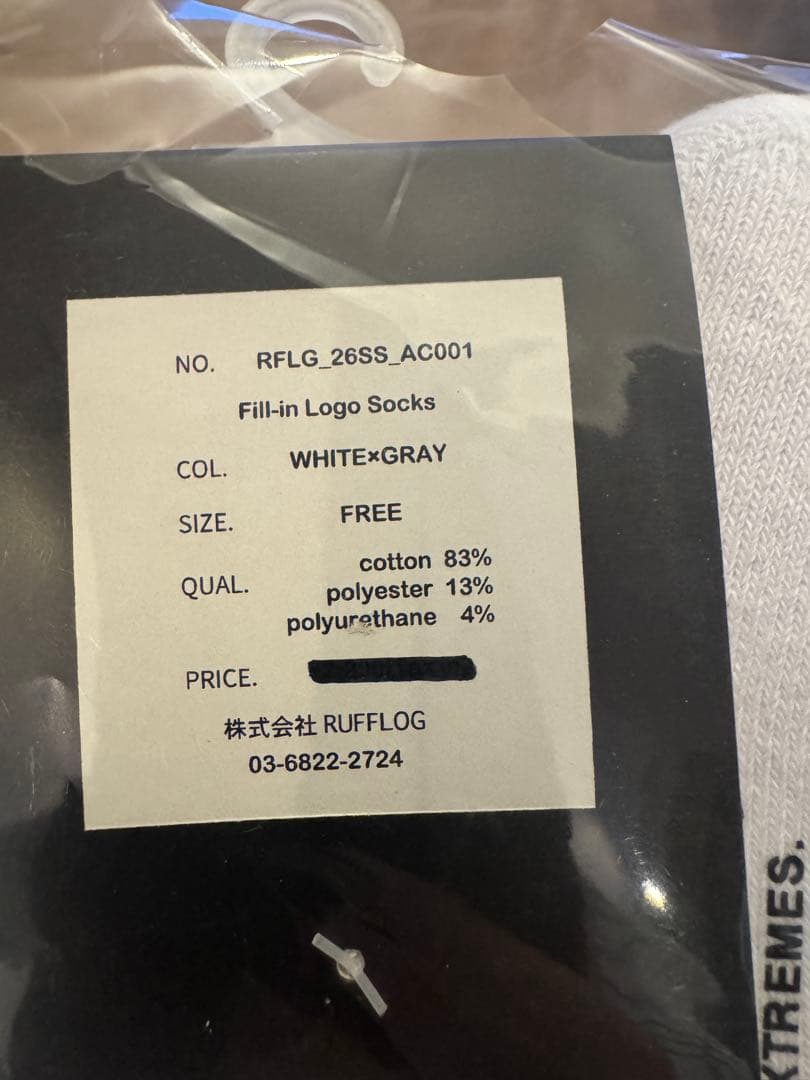 NO. RFLG_26SS_AC001
Fill-in Logo Socks
COL. WHITE×GRAY
SIZE. FREE
QUAL. cotton 83%
polyester 13%
polyurethane 4%
PRICE.
株式会社 RUFFLOG
03-6822-2724
XTREMES.